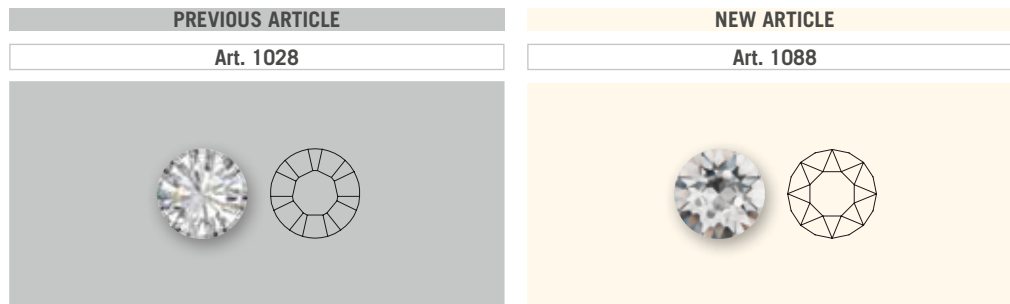 PREVIOUS ARTICLE
Art. 1028
NEW ARTICLE
Art. 1088